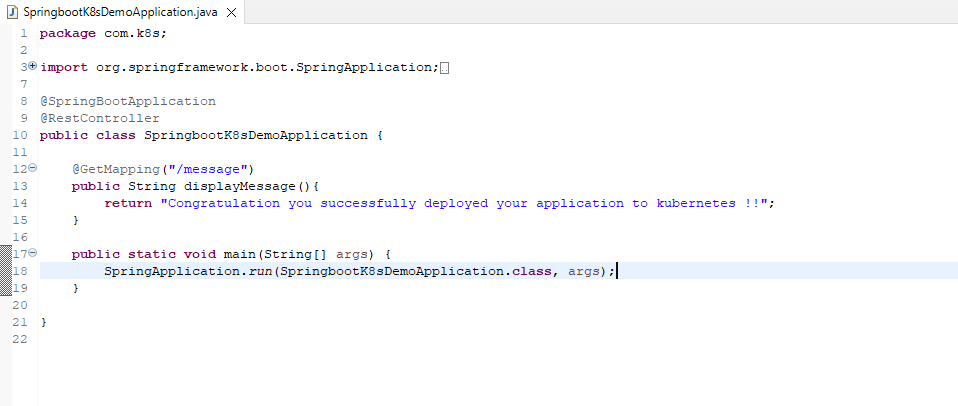 SpringbootK8sDemoApplication.java
1 package com.k8s;
2
3 import org.springframework.boot.SpringApplication;
7
8 @SpringBootApplication
9 @RestController
10 public class SpringbootK8sDemoApplication {
11
12 @GetMapping("/message")
13 public String displayMessage(){
14 return "Congratulation you successfully deployed your application to kubernetes !!";
15 }
16
17 public static void main(String[] args) {
18 SpringApplication.run(SpringbootK8sDemoApplication.class, args);
19 }
20
21 }
22